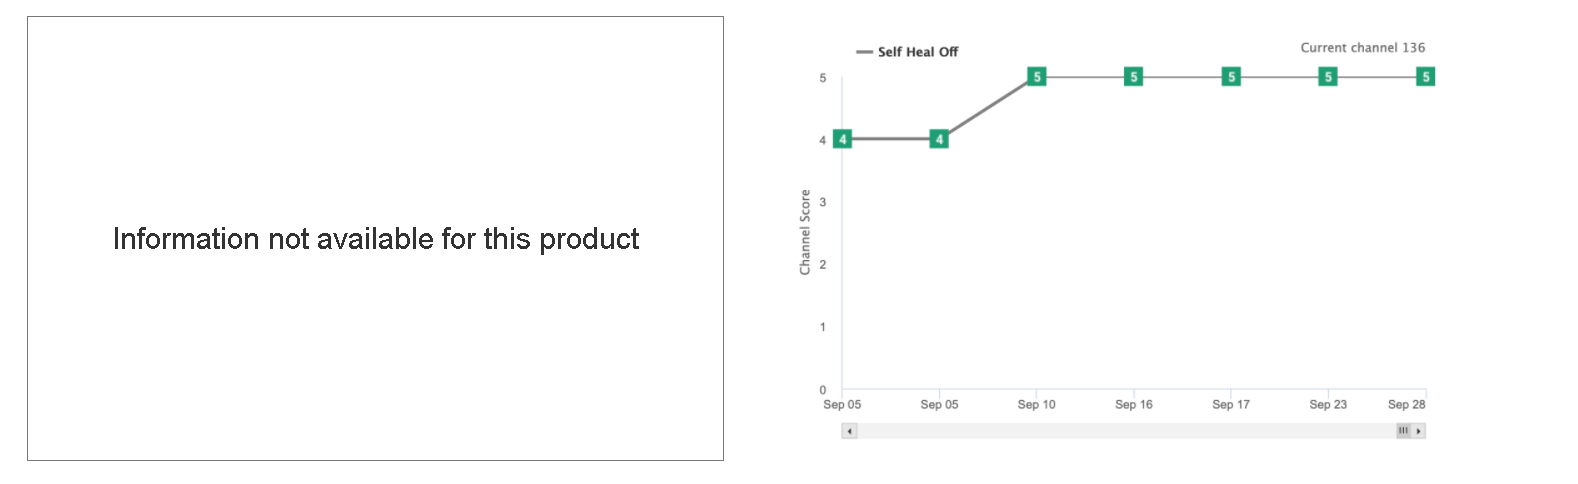 Information not available for this product
Self Heal Off
Current channel 136
Channel Score
5
4
3
2
1
0
4
4
5
5
5
5
5
Sep 05
Sep 05
Sep 10
Sep 16
Sep 17
Sep 23
Sep 28